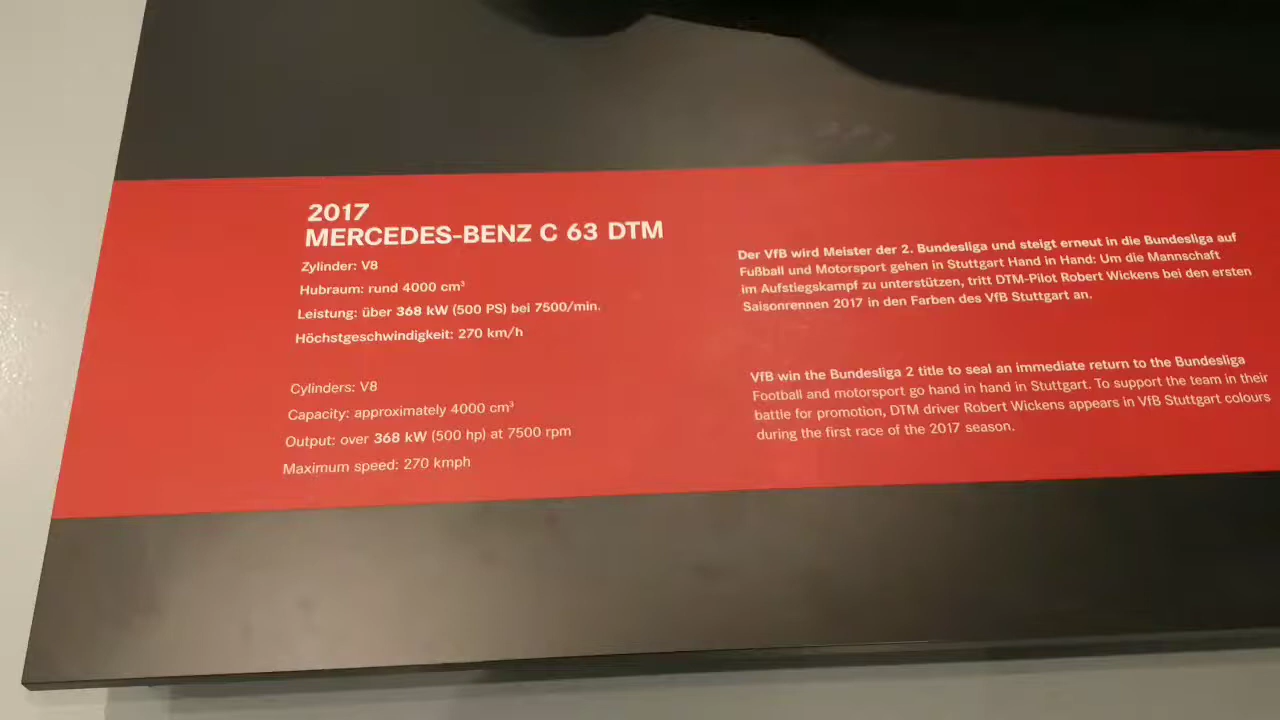 2017
MERCEDES-BENZ C 63 DTM
Zylinder: V8
Hubraum: rund 4000 cm³
Leistung: über 368 kW (500 PS) bei 7500/min.
Höchstgeschwindigkeit: 270 km/h
Cylinders: V8
Capacity: approximately 4000 cm³
Output: over 368 kW (500 hp) at 7500 rpm
Maximum speed: 270 kmph
Der VfB wird Meister der 2. Bundesliga und steigt erneut in die Bundesliga auf
Fußball und Motorsport gehen in Stuttgart Hand in Hand: Um die Mannschaft
im Aufstiegskampf zu unterstützen, tritt DTM-Pilot Robert Wickens bei den ersten
Saisonrennen 2017 in den Farben des VfB Stuttgart an.
VfB win the Bundesliga 2 title to seal an immediate return to the Bundesliga
Football and motorsport go hand in hand in Stuttgart. To support the team in their
battle for promotion, DTM driver Robert Wickens appears in VfB Stuttgart colours
during the first race of the 2017 season.